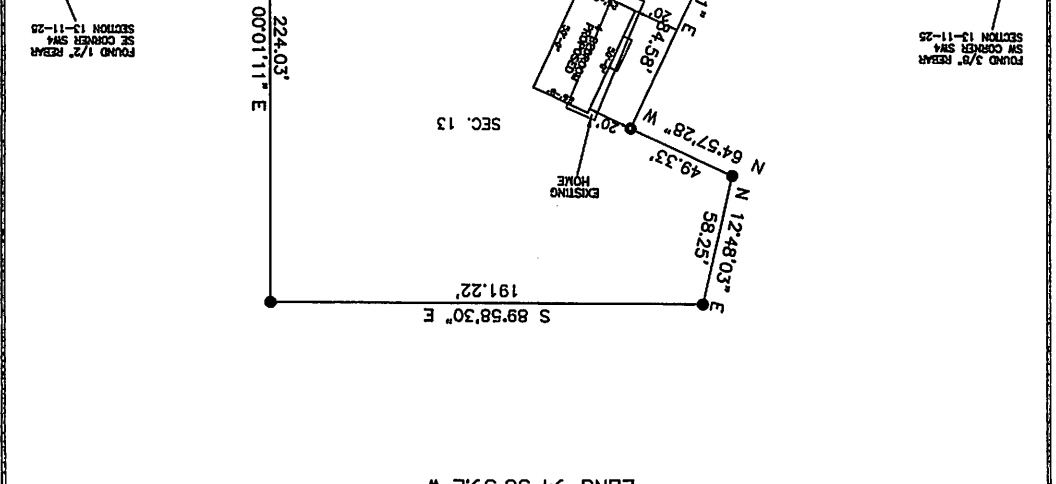 S 89°58'30" E
191.22'
N 12°48'03" E
58.25'
EXISTING
HOME
N 64°57'28" W
49.33'
20'
SEC. 13
PROPOSED
BEDROOM
1" E
20'
00°01'11" E
224.03'
FOUND 3/8" REBAR
SW CORNER SW4
SECTION 13-11-25
FOUND 1/2" REBAR
SE CORNER SW4
SECTION 13-11-25